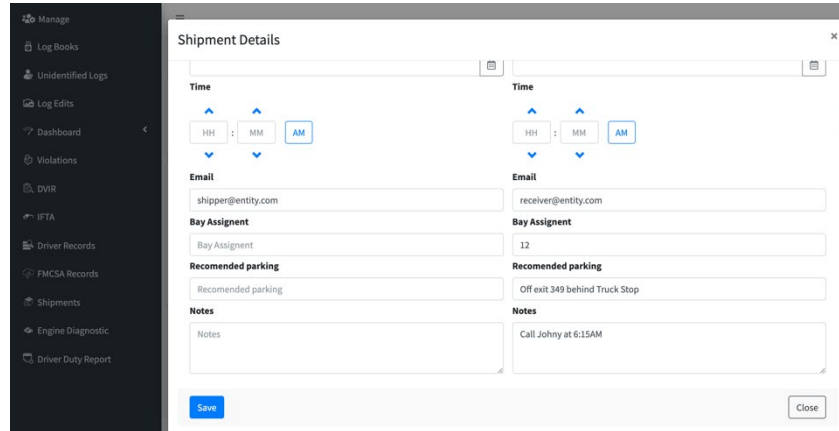 Manage
Log Books
Unidentified Logs
Log Edits
Dashboard
Violations
DVIR
IFTA
Driver Records
FMCSA Records
Shipments
Engine Diagnostic
Driver Duty Report
Shipment Details
×
Time
HH : MM AM
Email
shipper@entity.com
Bay Assignent
Bay Assignent
Recomended parking
Recomended parking
Notes
Notes
Time
HH : MM AM
Email
receiver@entity.com
Bay Assignent
12
Recomended parking
Off exit 349 behind Truck Stop
Notes
Call Johny at 6:15AM
Save
Close